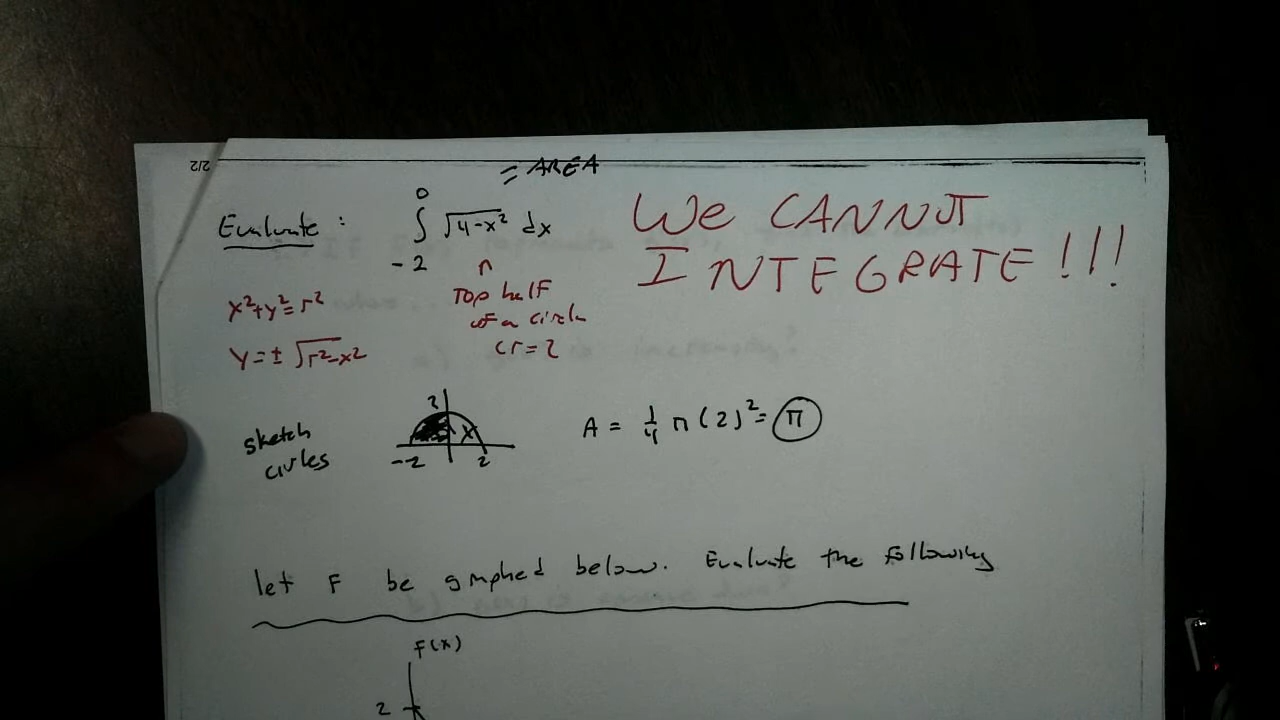 2/2
= AREA
Evaluate : ∫ from -2 to 0 √(4-x²) dx
WE CANNOT
INTEGRATE!!!
x²+y²=r²
y=± √(r²-x²)
Top half
of a circle
r=2
sketch
circles
2
-2 2
A = 1/4 π(2)² = π
let F be graphed below. Evaluate the following
F(x)
2